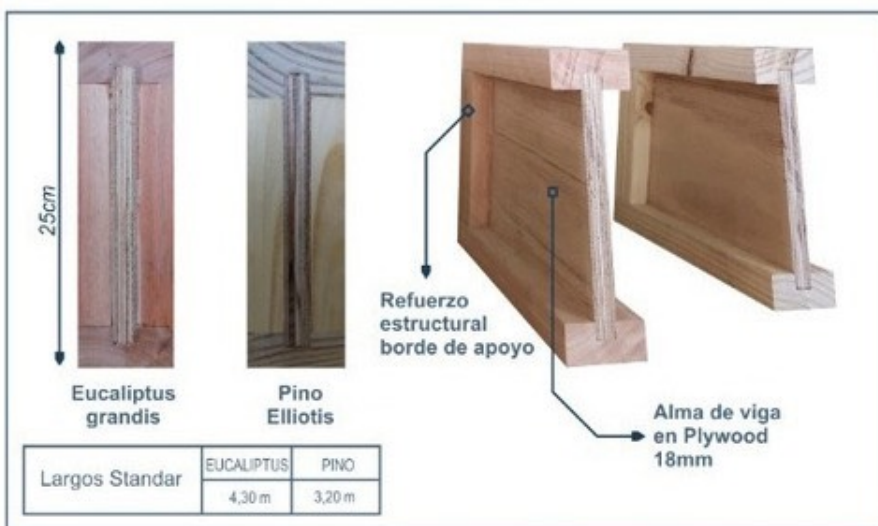 25cm
Eucaliptus
grandis
Pino
Elliotis
Refuerzo
estructural
borde de apoyo
Alma de viga
en Plywood
18mm
Largos Standar
EUCALIPTUS PINO
4,30 m 3,20 m